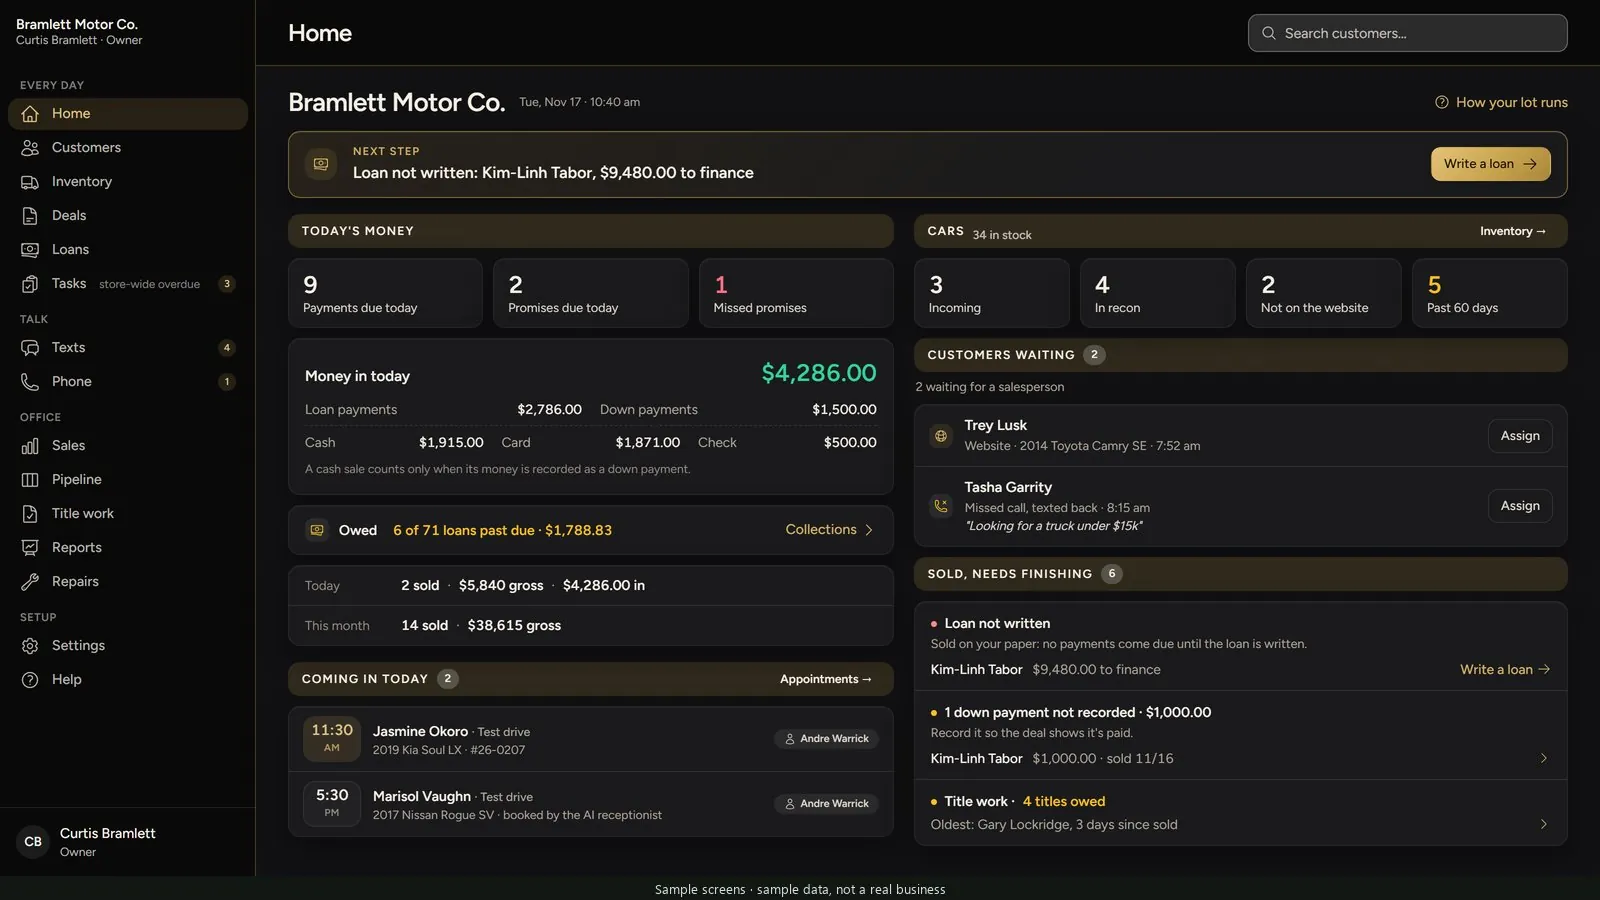 Bramlett Motor Co.
Curtis Bramlett · Owner
EVERY DAY
Home
Customers
Inventory
Deals
Loans
Tasks store-wide overdue 3
TALK
Texts 4
Phone 1
OFFICE
Sales
Pipeline
Title work
Reports
Repairs
SETUP
Settings
Help
CB
Curtis Bramlett
Owner
Home
Search customers...
Bramlett Motor Co. Tue, Nov 17 · 10:40 am
How your lot runs
NEXT STEP
Loan not written: Kim-Linh Tabor, $9,480.00 to finance
Write a loan →
TODAY'S MONEY
9
Payments due today
2
Promises due today
1
Missed promises
Money in today $4,286.00
Loan payments $2,786.00 Down payments $1,500.00
Cash $1,915.00 Card $1,871.00 Check $500.00
A cash sale counts only when its money is recorded as a down payment.
Owed 6 of 71 loans past due · $1,788.83 Collections
Today 2 sold · $5,840 gross · $4,286.00 in
This month 14 sold · $38,615 gross
COMING IN TODAY 2 Appointments →
11:30 AM
Jasmine Okoro · Test drive
2019 Kia Soul LX · #26-0207
Andre Warrick
5:30 PM
Marisol Vaughn · Test drive
2017 Nissan Rogue SV · booked by the AI receptionist
Andre Warrick
CARS 34 in stock Inventory →
3
Incoming
4
In recon
2
Not on the website
5
Past 60 days
CUSTOMERS WAITING 2
2 waiting for a salesperson
Trey Lusk
Website · 2014 Toyota Camry SE · 7:52 am
Assign
Tasha Garrity
Missed call, texted back · 8:15 am
"Looking for a truck under $15k"
Assign
SOLD, NEEDS FINISHING 6
Loan not written
Sold on your paper: no payments come due until the loan is written.
Kim-Linh Tabor $9,480.00 to finance Write a loan →
1 down payment not recorded · $1,000.00
Record it so the deal shows it's paid.
Kim-Linh Tabor $1,000.00 · sold 11/16
Title work · 4 titles owed
Oldest: Gary Lockridge, 3 days since sold
Sample screens · sample data, not a real business